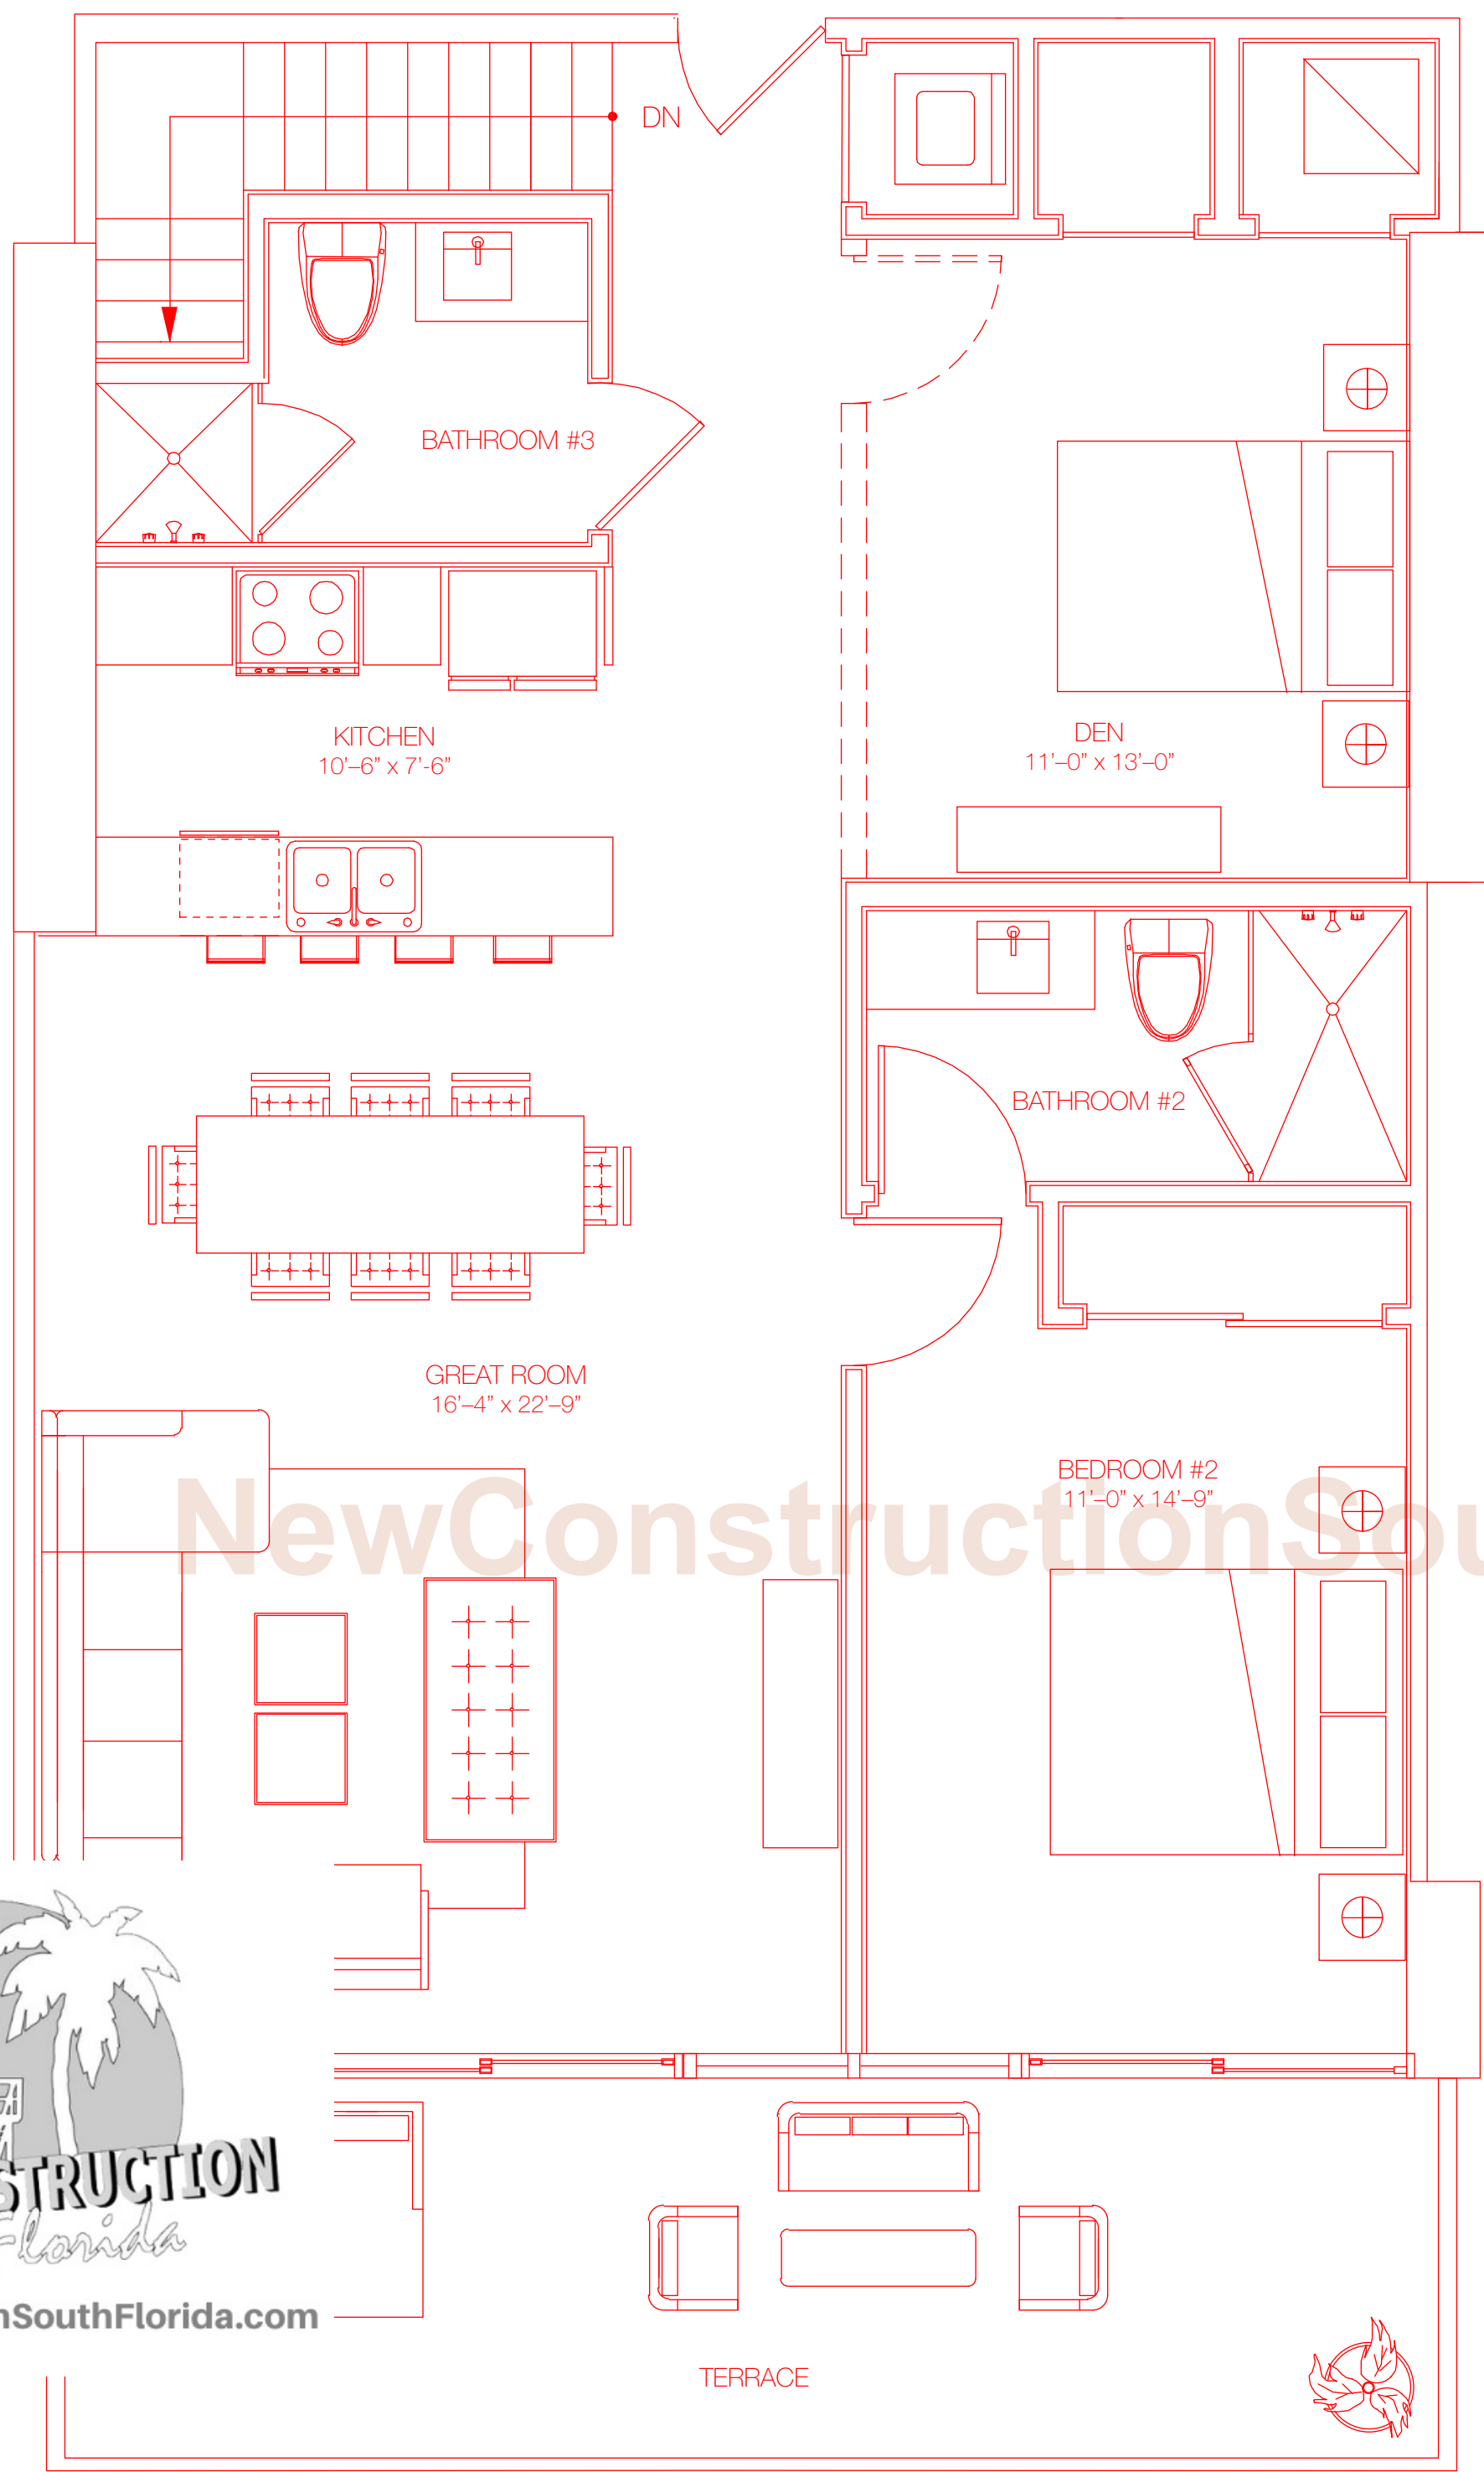 DN
BATHROOM #3
KITCHEN
10'–6" x 7'-6"
DEN
11'–0" x 13'–0"
BATHROOM #2
GREAT ROOM
16'–4" x 22'–9"
BEDROOM #2
11'–0" x 14'–9"
NewConstructionSou
STRUCTION
Florida
nSouthFlorida.com
TERRACE